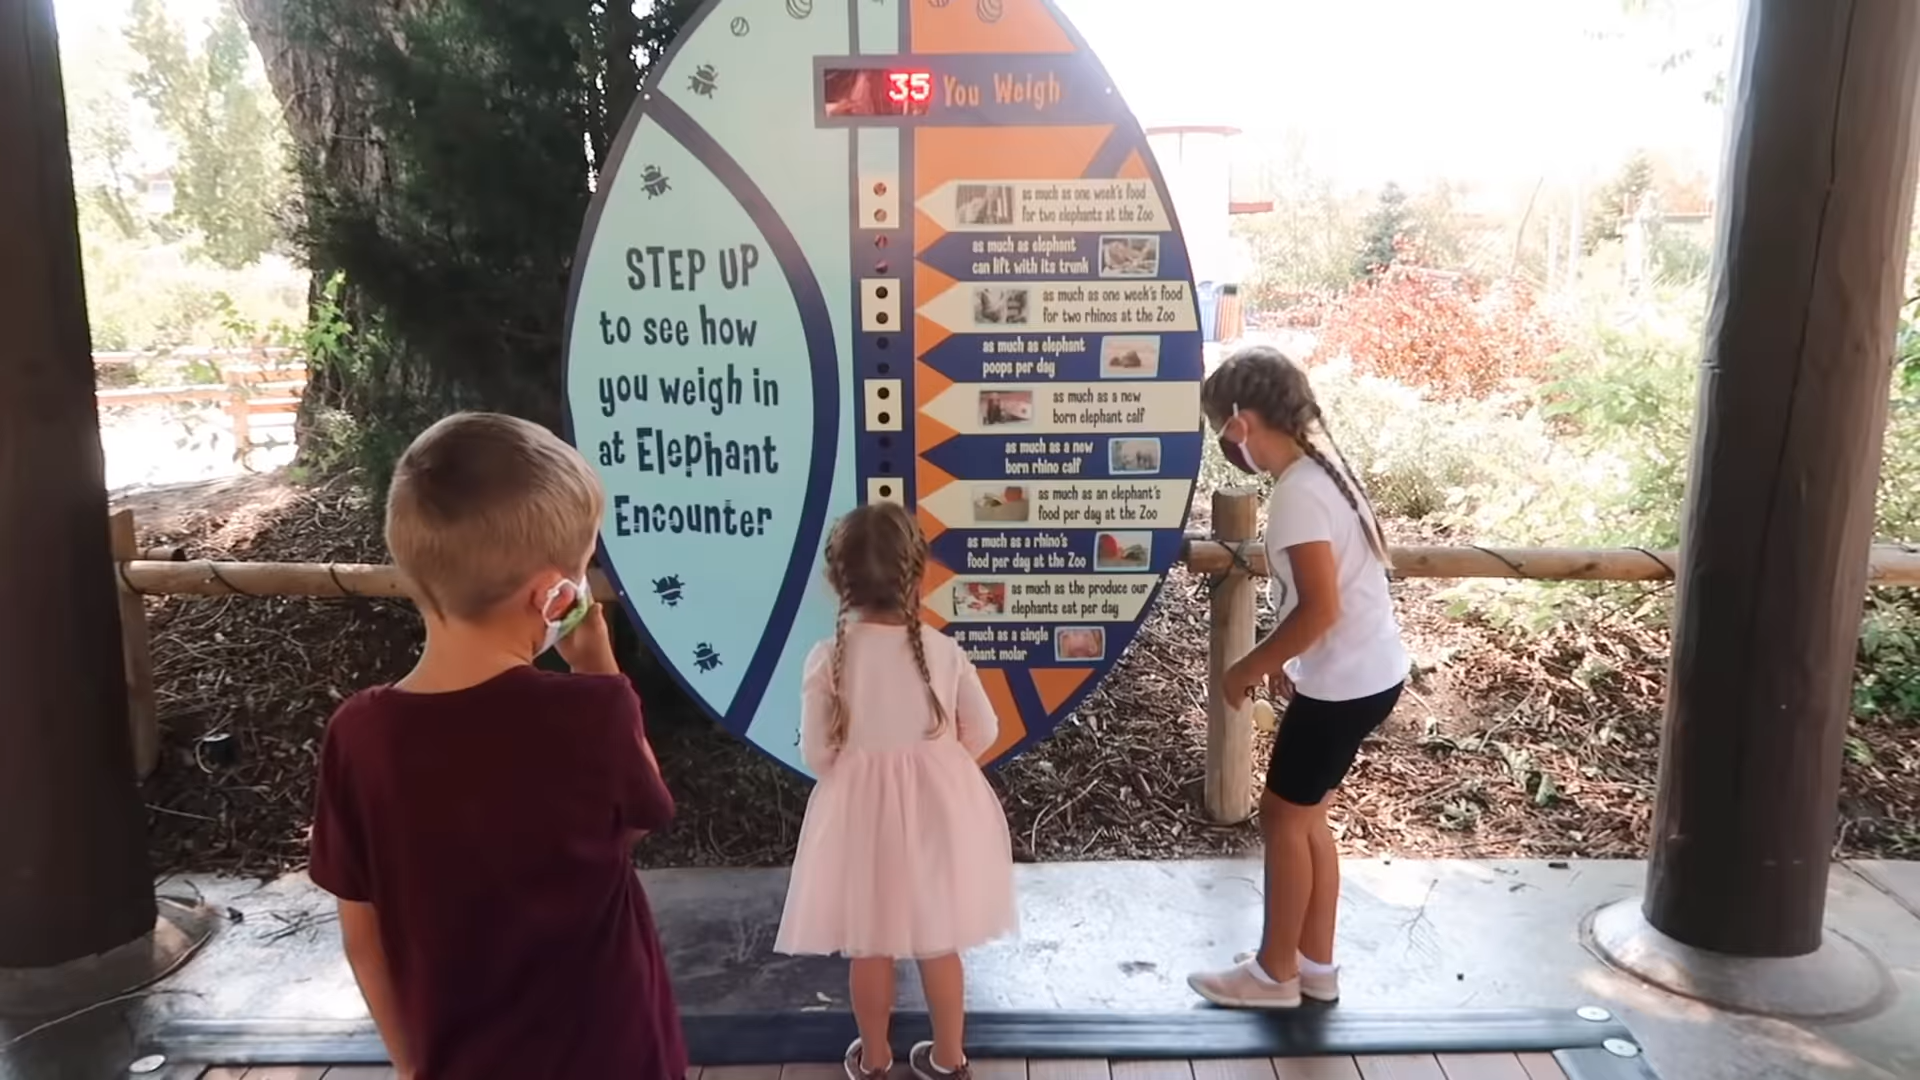 35 You Weigh
STEP UP
to see how
you weigh in
at Elephant
Encounter
as much as one week's food
for two elephants at the Zoo
as much as elephant
can lift with its trunk
as much as one week's food
for two rhinos at the Zoo
as much as elephant
poops per day
as much as a new
born elephant calf
as much as a new
born rhino calf
as much as an elephant's
food per day at the Zoo
as much as a rhino's
food per day at the Zoo
as much as the produce our
elephants eat per day
as much as a single
phant molar